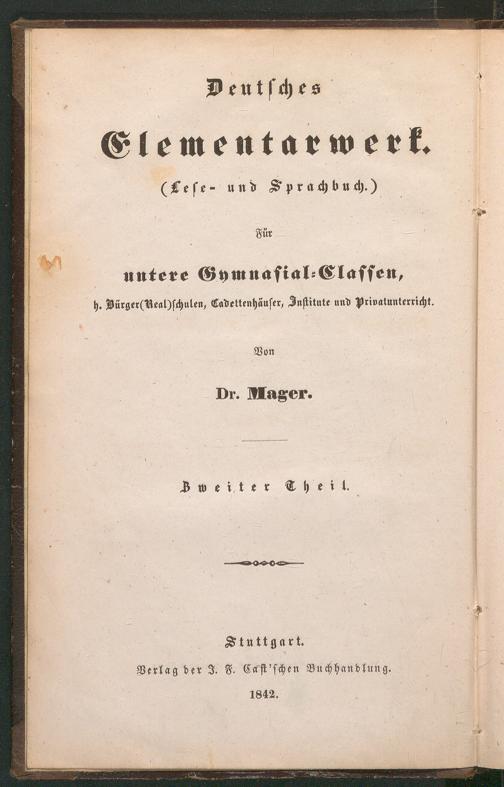 Deutſches
Elementarwerk.
(Leſe- und Sprachbuch.)
Für
untere Gymnaſial-Claſſen,
h. Bürger(Real)ſchulen, Cadettenhäuſer, Inſtitute und Privatunterricht.
Von
Dr. Mager.
Zweiter Theil.
Stuttgart.
Verlag der J. F. Caſt'ſchen Buchhandlung.
1842.